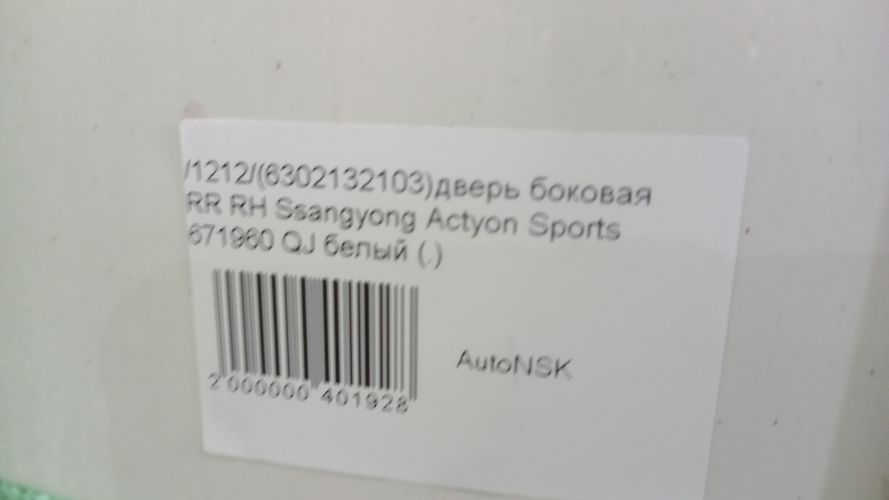 /1212/(6302132103)дверь боковая
RR RH Ssangyong Actyon Sports
671960 QJ белый (.)
AutoNSK
2 000000 401928